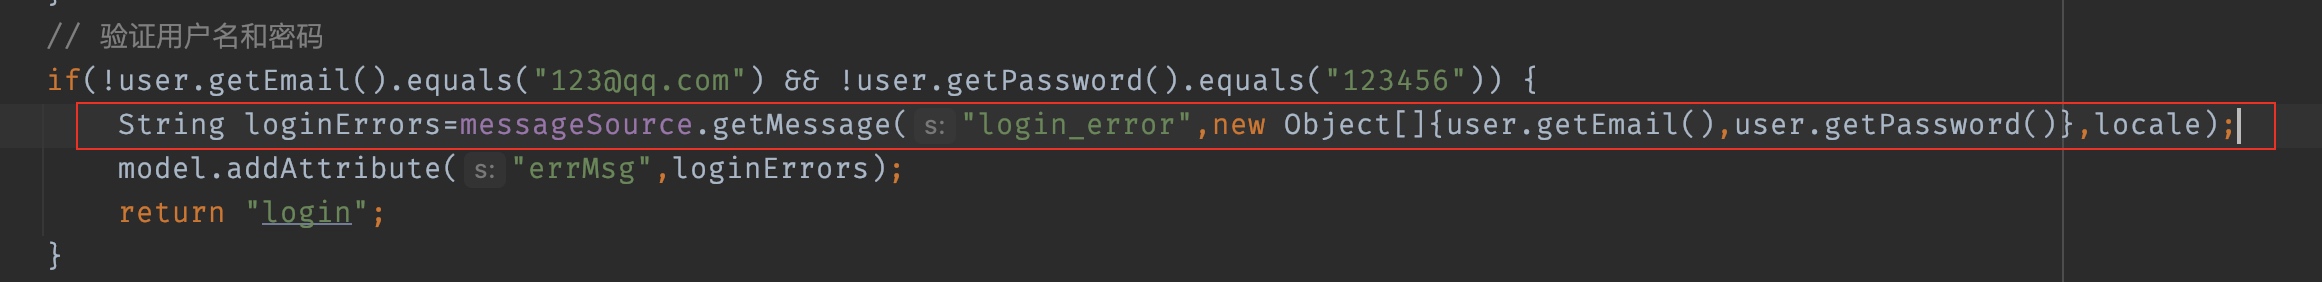 }
// 验证用户名和密码
if(!user.getEmail().equals("123@qq.com") && !user.getPassword().equals("123456")) {
String loginErrors=messageSource.getMessage( s: "login_error",new Object[]{user.getEmail(),user.getPassword()},locale);
model.addAttribute( s: "errMsg",loginErrors);
return "login";
}